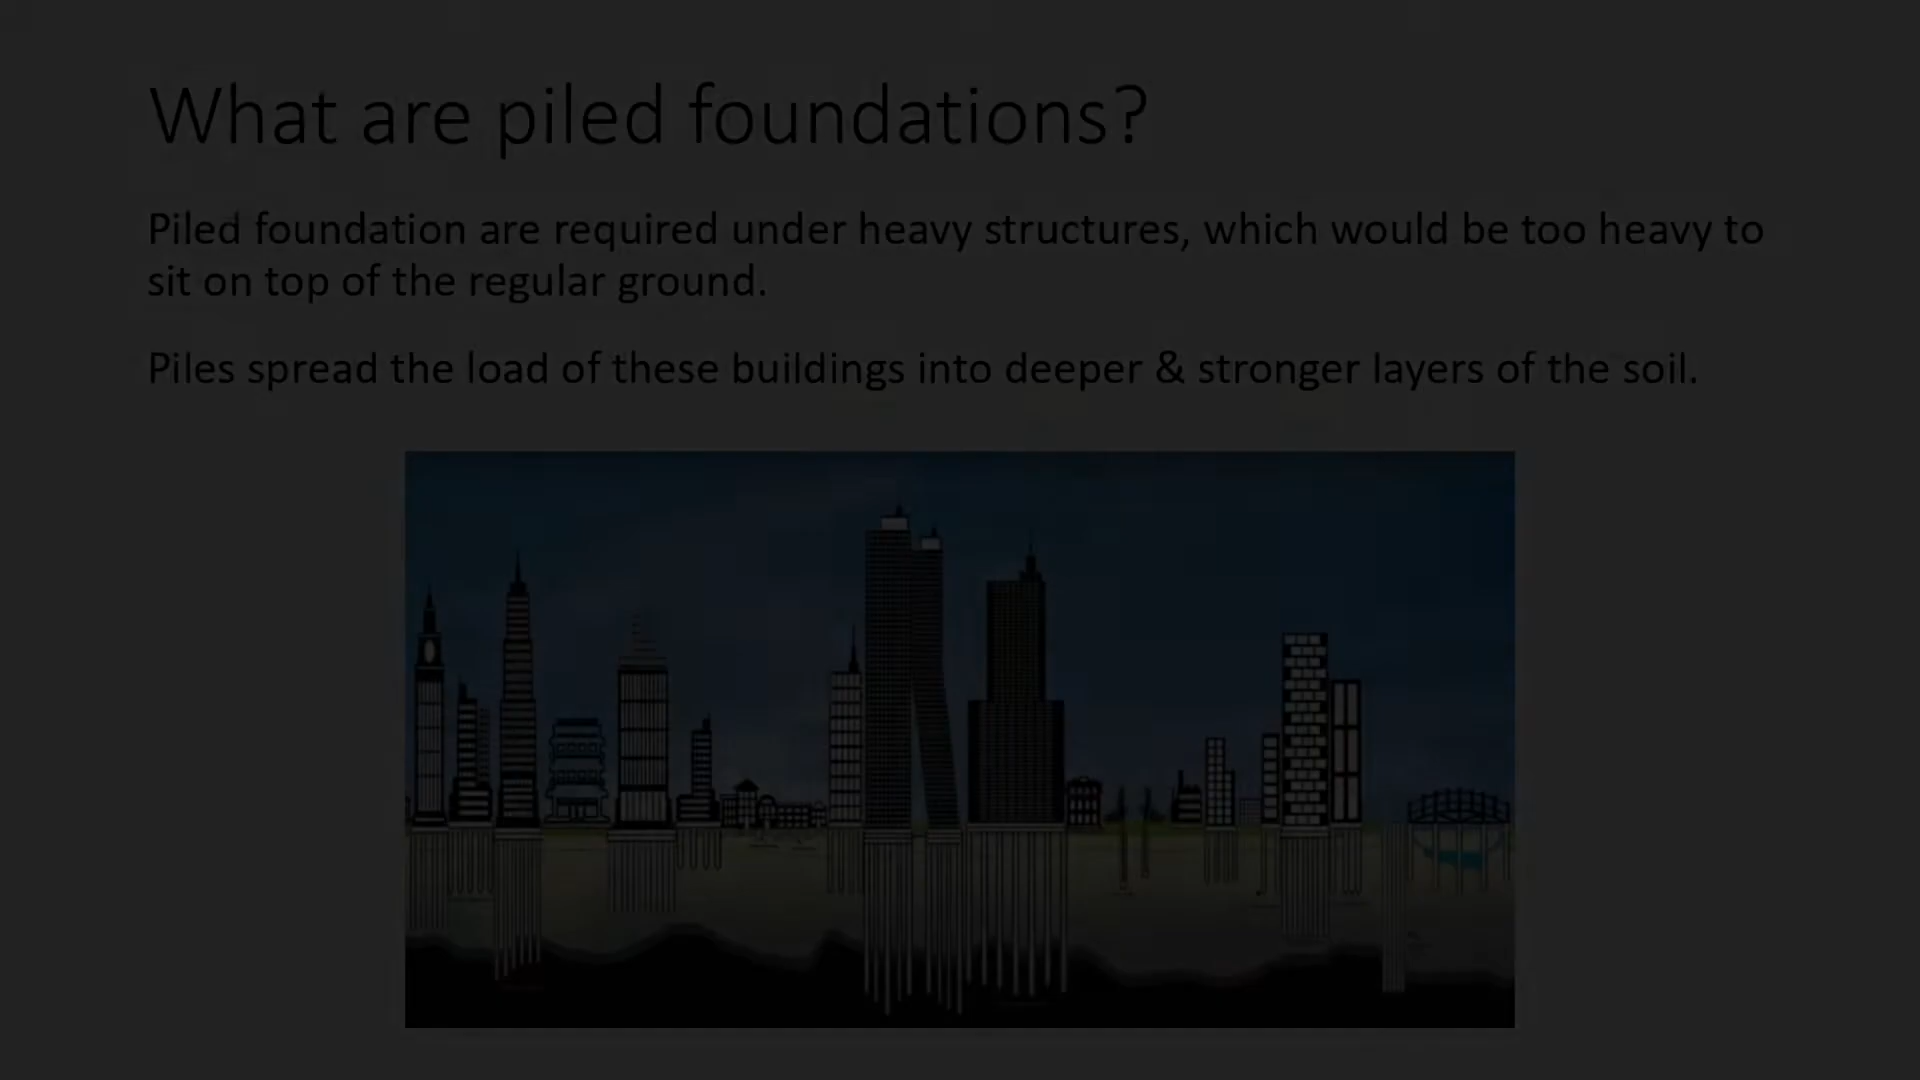 What are piled foundations?
Piled foundation are required under heavy structures, which would be too heavy to
sit on top of the regular ground.
Piles spread the load of these buildings into deeper & stronger layers of the soil.